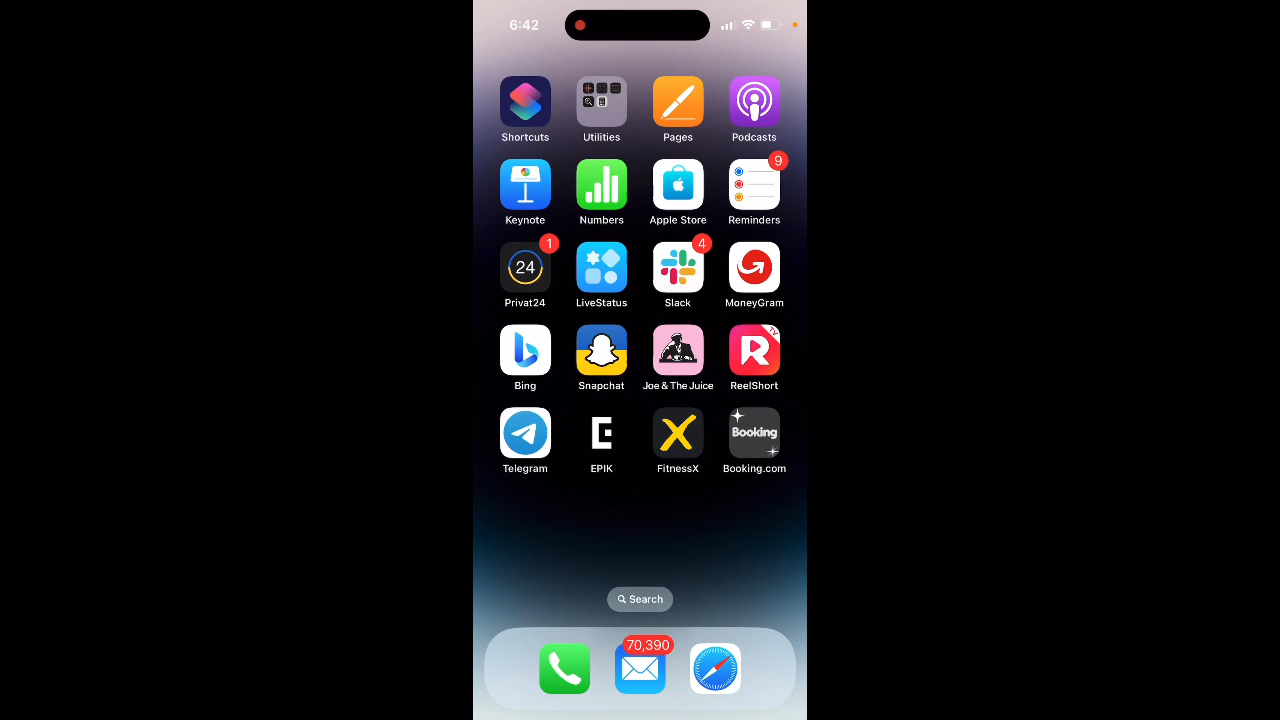 6:42
Shortcuts Utilities Pages Podcasts
9
Keynote Numbers Apple Store Reminders
1 4
24
Privat24 LiveStatus Slack MoneyGram
TV
Bing Snapchat Joe & The Juice ReelShort
Booking
Telegram EPIK FitnessX Booking.com
Search
70,390